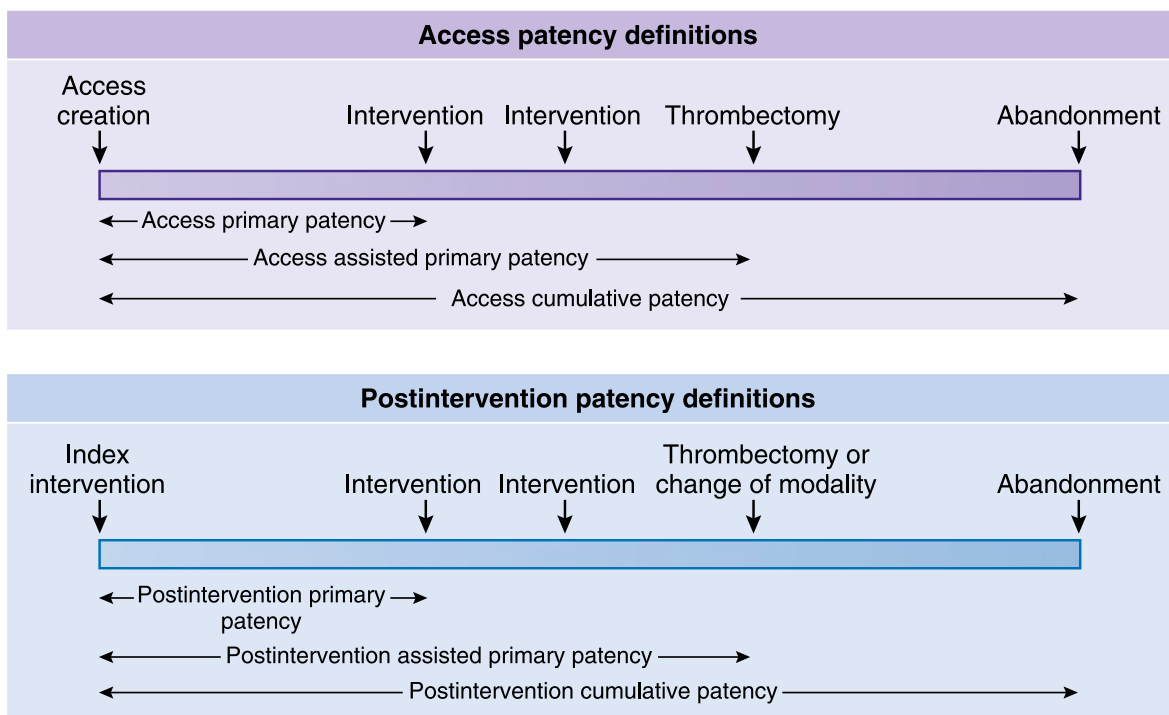 Access patency definitions
Access
creation
Intervention
Intervention
Thrombectomy
Abandonment
Access primary patency
Access assisted primary patency
Access cumulative patency
Postintervention patency definitions
Index
intervention
Intervention
Intervention
Thrombectomy or
change of modality
Abandonment
Postintervention primary
patency
Postintervention assisted primary patency
Postintervention cumulative patency